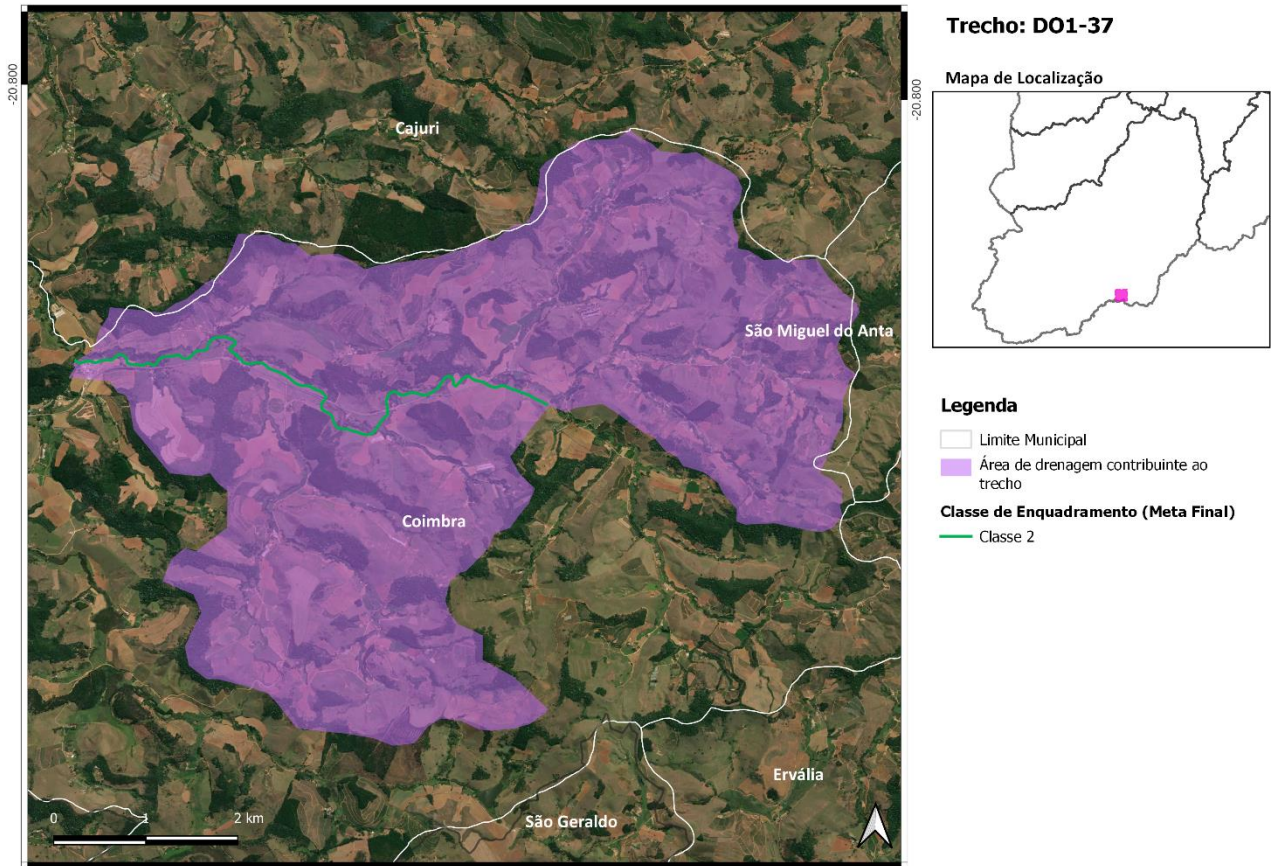 -20.800
Cajuri
São Miguel do Anta
Coimbra
Ervália
São Geraldo
0 1 2 km
-20.800
Trecho: DO1-37
Mapa de Localização
Legenda
Limite Municipal
Área de drenagem contribuinte ao
trecho
Classe de Enquadramento (Meta Final)
Classe 2